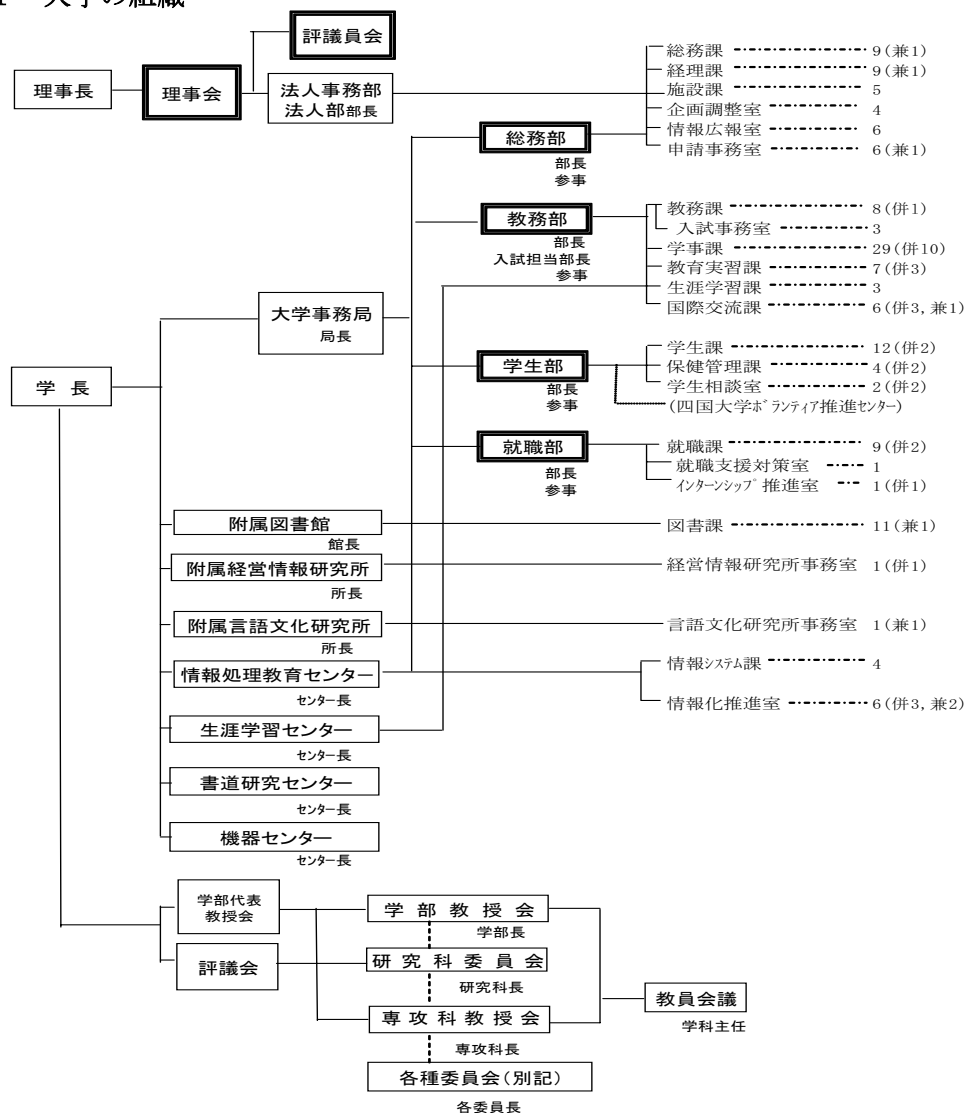 大学の組織
評議員会
理事長
理事会
法人事務部
法人部部長
総務課 9(兼1)
経理課 9(兼1)
施設課 5
企画調整室 4
情報広報室 6
申請事務室 6(兼1)
総務部
部長
参事
教務部
部長
入試担当部長
参事
教務課 8(併1)
入試事務室 3
学事課 29(併10)
教育実習課 7(併3)
生涯学習課 3
国際交流課 6(併3, 兼1)
大学事務局
局長
学長
学生部
部長
参事
学生課 12(併2)
保健管理課 4(併2)
学生相談室 2(併2)
(四国大学ボランティア推進センター)
就職部
部長
参事
就職課 9(併2)
就職支援対策室 1
インターンシップ推進室 1(併1)
附属図書館
館長
図書課 11(兼1)
附属経営情報研究所
所長
経営情報研究所事務室 1(併1)
附属言語文化研究所
所長
言語文化研究所事務室 1(兼1)
情報処理教育センター
センター長
情報システム課 4
情報化推進室 6(併3, 兼2)
生涯学習センター
センター長
書道研究センター
センター長
機器センター
センター長
学部代表
教授会
評議会
学部教授会
学部長
研究科委員会
研究科長
専攻科教授会
専攻科長
各種委員会(別記)
各委員長
教員会議
学科主任